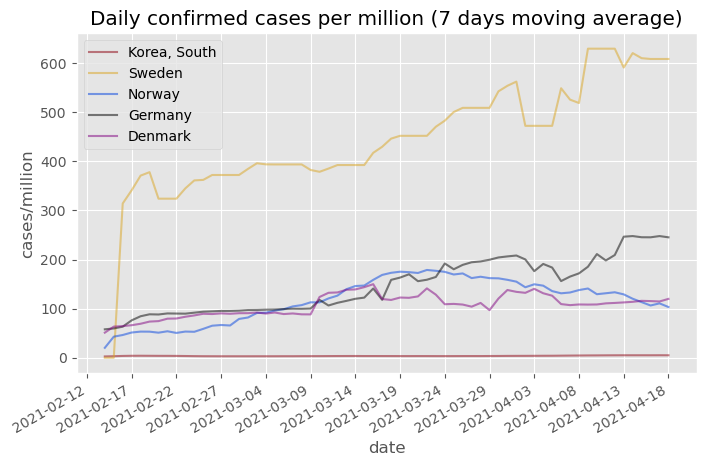 Daily confirmed cases per million (7 days moving average)
Korea, South
Sweden
Norway
Germany
Denmark
cases/million
600
500
400
300
200
100
0
2021-02-12
2021-02-17
2021-02-22
2021-02-27
2021-03-04
2021-03-09
2021-03-14
2021-03-19
2021-03-24
2021-03-29
2021-04-03
2021-04-08
2021-04-13
2021-04-18
date